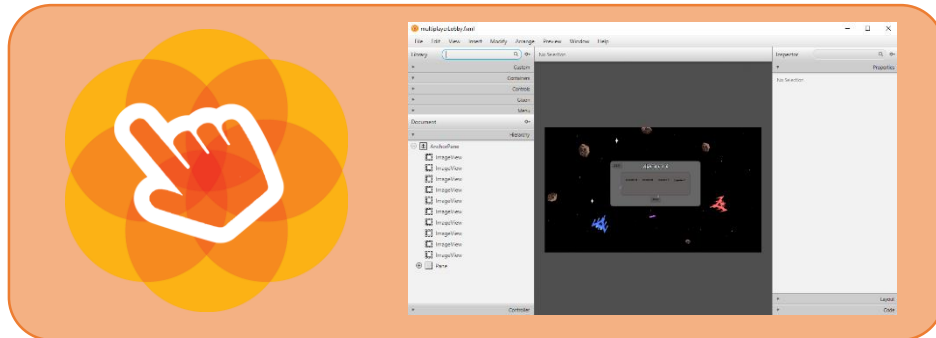 multiplayerLobby.fxml
File Edit View Insert Modify Arrange Preview Window Help
Library
No Selection
Inspector
Custom
Properties
Containers
No Selection
Controls
Gluon
Menu
Document
Hierarchy
AnchorPane
ImageView
ImageView
ImageView
ImageView
ImageView
ImageView
ImageView
ImageView
ImageView
ImageView
Pane
Layout
Controller
Code